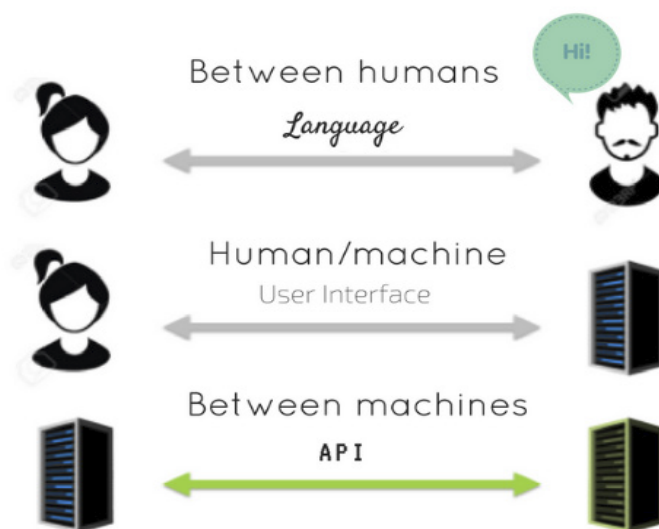 Hi!
Between humans
Language
Human/machine
User Interface
Between machines
API